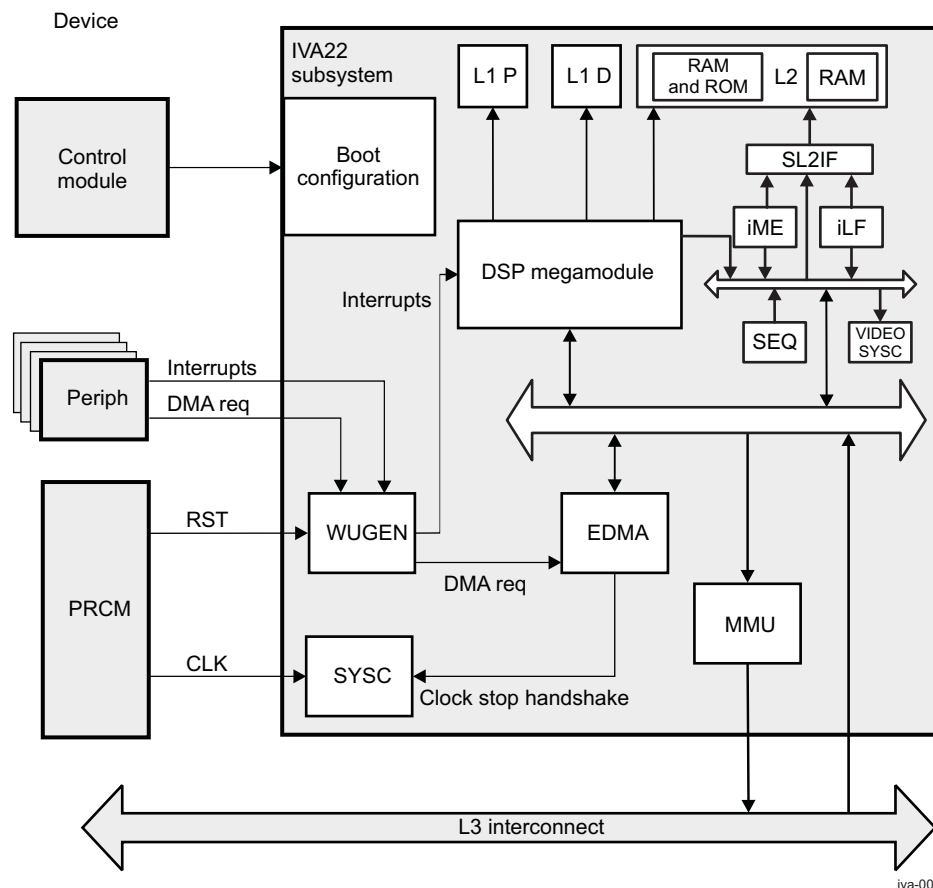 Device
IVA22
subsystem
L1 P
L1 D
RAM
and ROM
L2
RAM
Control
module
Boot
configuration
SL2IF
iME
iLF
DSP megamodule
Interrupts
SEQ
VIDEO
SYSC
Periph
Interrupts
DMA req
RST
WUGEN
EDMA
DMA req
PRCM
MMU
CLK
SYSC
Clock stop handshake
L3 interconnect
iva-00